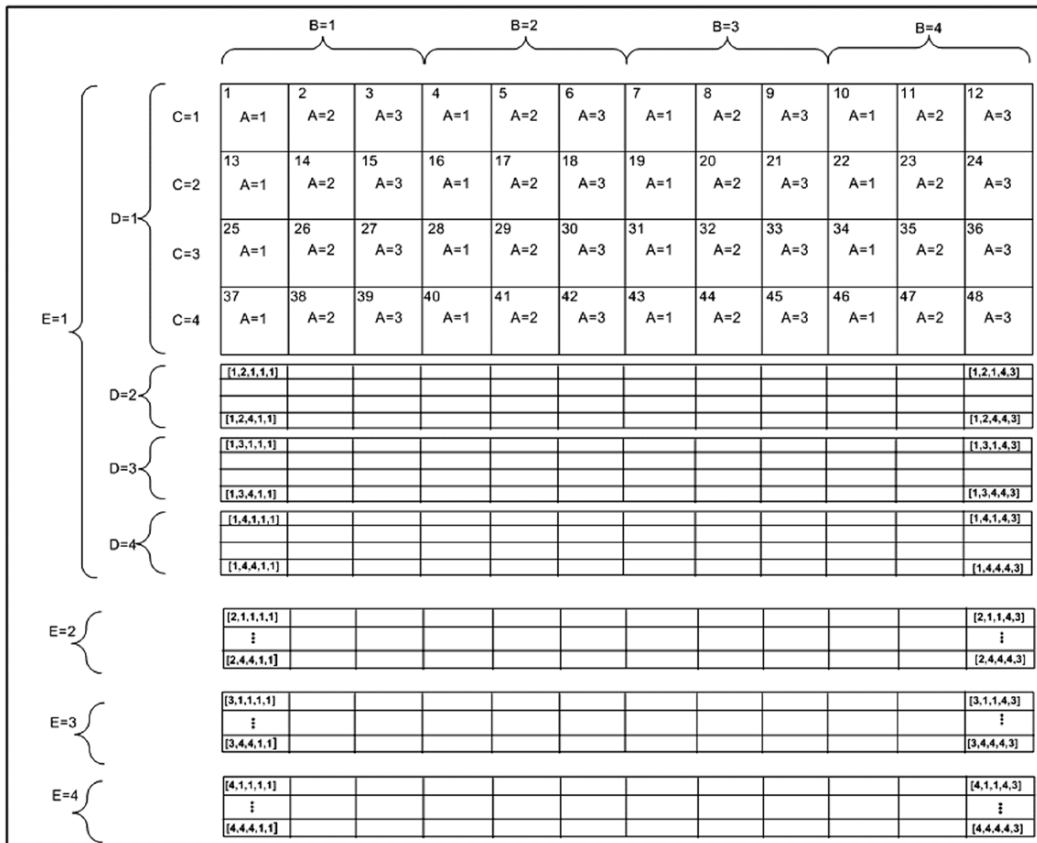 B=1 B=2 B=3 B=4
1 2 3 4 5 6 7 8 9 10 11 12
C=1 A=1 A=2 A=3 A=1 A=2 A=3 A=1 A=2 A=3 A=1 A=2 A=3
13 14 15 16 17 18 19 20 21 22 23 24
C=2 A=1 A=2 A=3 A=1 A=2 A=3 A=1 A=2 A=3 A=1 A=2 A=3
D=1
25 26 27 28 29 30 31 32 33 34 35 36
C=3 A=1 A=2 A=3 A=1 A=2 A=3 A=1 A=2 A=3 A=1 A=2 A=3
37 38 39 40 41 42 43 44 45 46 47 48
E=1 C=4 A=1 A=2 A=3 A=1 A=2 A=3 A=1 A=2 A=3 A=1 A=2 A=3
[1,2,1,1,1] [1,2,1,4,3]
D=2
[1,2,4,1,1] [1,2,4,4,3]
[1,3,1,1,1] [1,3,1,4,3]
D=3
[1,3,4,1,1] [1,3,4,4,3]
[1,4,1,1,1] [1,4,1,4,3]
D=4
[1,4,4,1,1] [1,4,4,4,3]
[2,1,1,1,1] [2,1,1,4,3]
E=2 ⋮ ⋮
[2,4,4,1,1] [2,4,4,4,3]
[3,1,1,1,1] [3,1,1,4,3]
E=3 ⋮ ⋮
[3,4,4,1,1] [3,4,4,4,3]
[4,1,1,1,1] [4,1,1,4,3]
E=4 ⋮ ⋮
[4,4,4,1,1] [4,4,4,4,3]